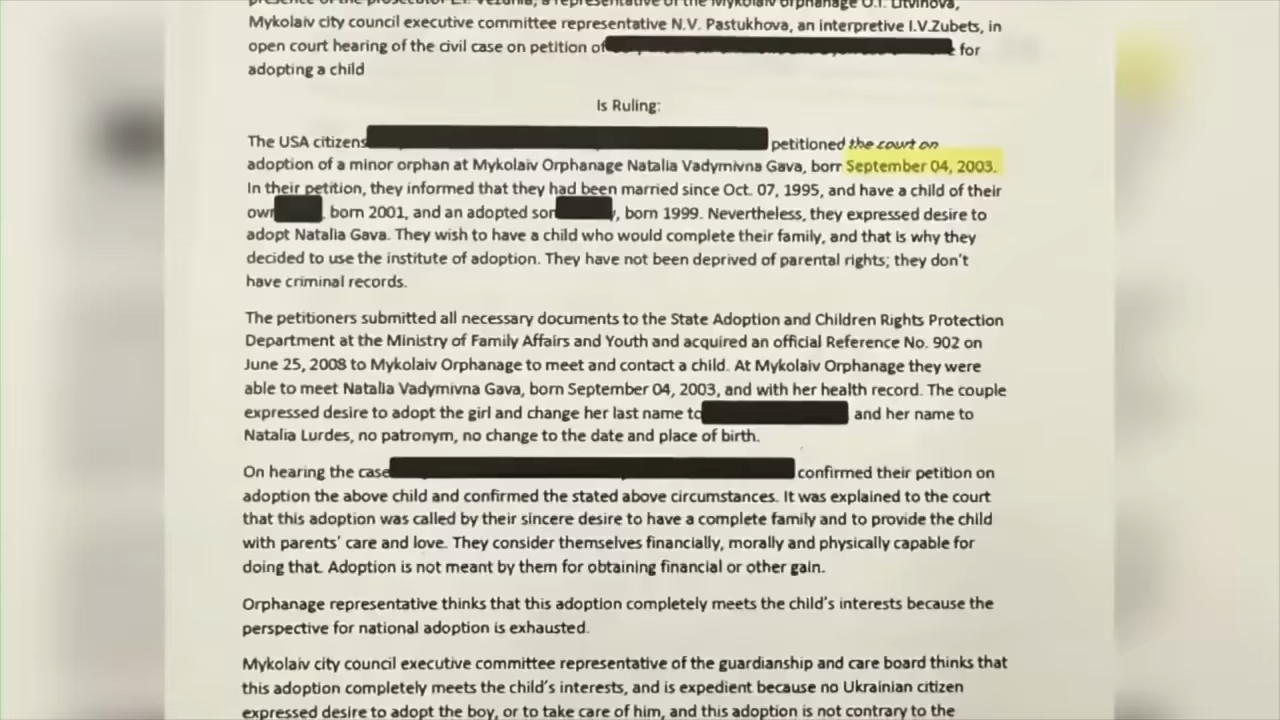 presence of the prosecutor L.I. Vezuhla, a representative of the Mykolaiv orphanage O.I. Litvinova,
Mykolaiv city council executive committee representative N.V. Pastukhova, an interpretive I.V.Zubets, in
open court hearing of the civil case on petition of for
adopting a child
Is Ruling:
The USA citizens petitioned the court on
adoption of a minor orphan at Mykolaiv Orphanage Natalia Vadymivna Gava, born September 04, 2003.
In their petition, they informed that they had been married since Oct. 07, 1995, and have a child of their
own , born 2001, and an adopted son , born 1999. Nevertheless, they expressed desire to
adopt Natalia Gava. They wish to have a child who would complete their family, and that is why they
decided to use the institute of adoption. They have not been deprived of parental rights; they don't
have criminal records.
The petitioners submitted all necessary documents to the State Adoption and Children Rights Protection
Department at the Ministry of Family Affairs and Youth and acquired an official Reference No. 902 on
June 25, 2008 to Mykolaiv Orphanage to meet and contact a child. At Mykolaiv Orphanage they were
able to meet Natalia Vadymivna Gava, born September 04, 2003, and with her health record. The couple
expressed desire to adopt the girl and change her last name to and her name to
Natalia Lurdes, no patronym, no change to the date and place of birth.
On hearing the case confirmed their petition on
adoption the above child and confirmed the stated above circumstances. It was explained to the court
that this adoption was called by their sincere desire to have a complete family and to provide the child
with parents' care and love. They consider themselves financially, morally and physically capable for
doing that. Adoption is not meant by them for obtaining financial or other gain.
Orphanage representative thinks that this adoption completely meets the child's interests because the
perspective for national adoption is exhausted.
Mykolaiv city council executive committee representative of the guardianship and care board thinks that
this adoption completely meets the child's interests, and is expedient because no Ukrainian citizen
expressed desire to adopt the boy, or to take care of him, and this adoption is not contrary to the